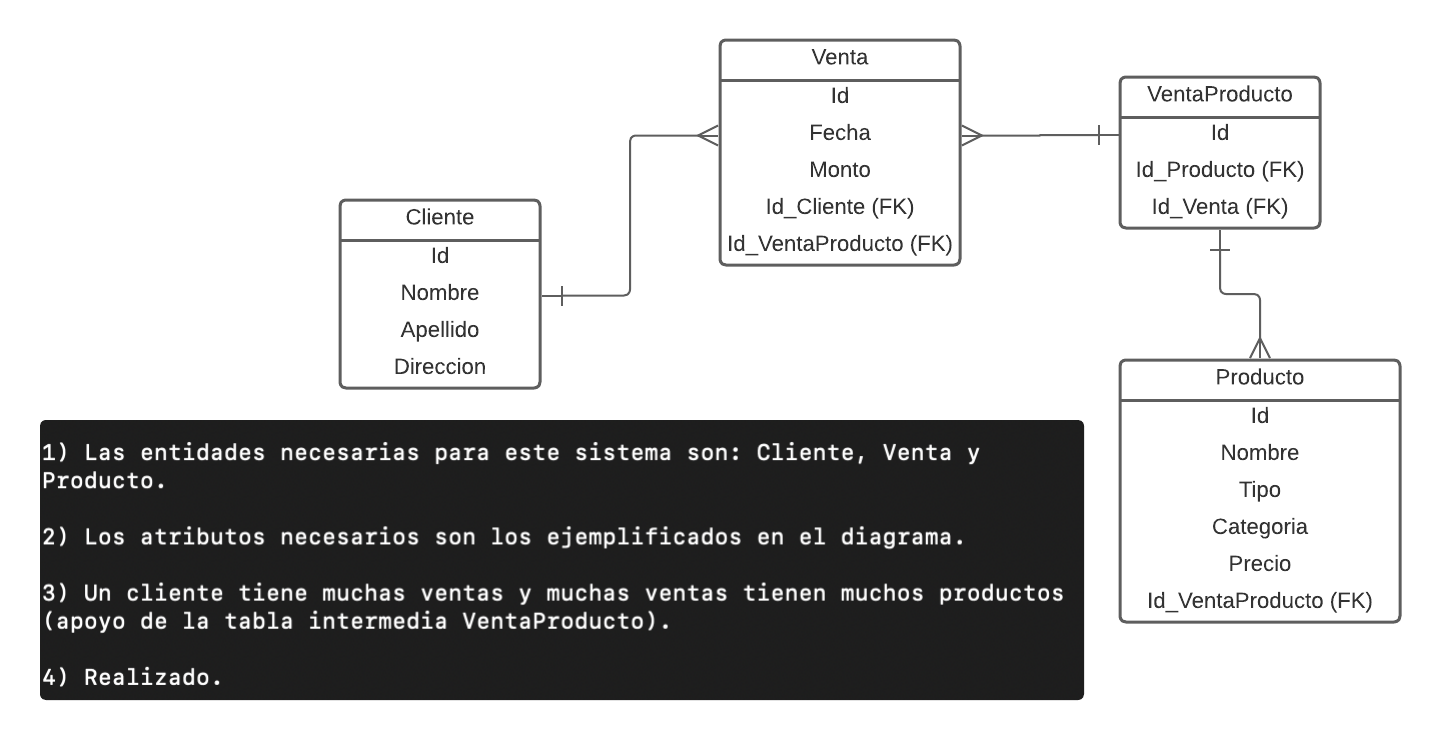 Venta
Id
Fecha
Monto
Id_Cliente (FK)
Id_VentaProducto (FK)
VentaProducto
Id
Id_Producto (FK)
Id_Venta (FK)
Cliente
Id
Nombre
Apellido
Direccion
Producto
Id
Nombre
Tipo
Categoria
Precio
Id_VentaProducto (FK)
1) Las entidades necesarias para este sistema son: Cliente, Venta y
Producto.
2) Los atributos necesarios son los ejemplificados en el diagrama.
3) Un cliente tiene muchas ventas y muchas ventas tienen muchos productos
(apoyo de la tabla intermedia VentaProducto).
4) Realizado.